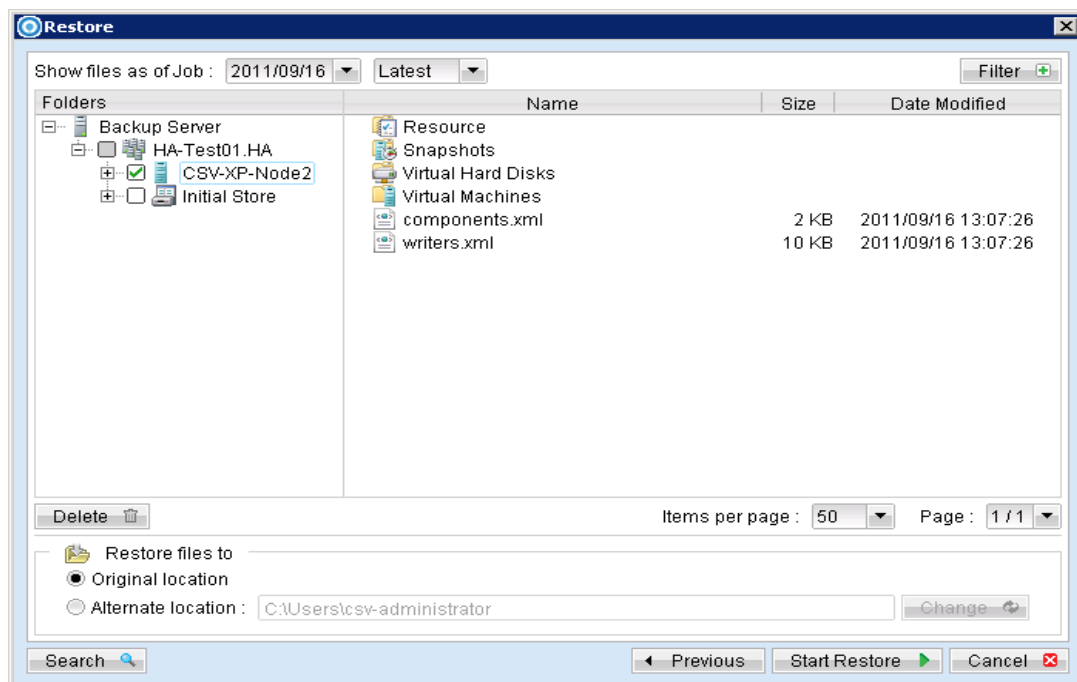 Restore
Show files as of Job : 2011/09/16 Latest Filter
Folders Name Size Date Modified
Backup Server Resource
HA-Test01.HA Snapshots
CSV-XP-Node2 Virtual Hard Disks
Initial Store Virtual Machines
components.xml 2 KB 2011/09/16 13:07:26
writers.xml 10 KB 2011/09/16 13:07:26
Delete Items per page : 50 Page : 1 / 1
Restore files to
Original location
Alternate location : C:\Users\csv-administrator Change
Search Previous Start Restore Cancel